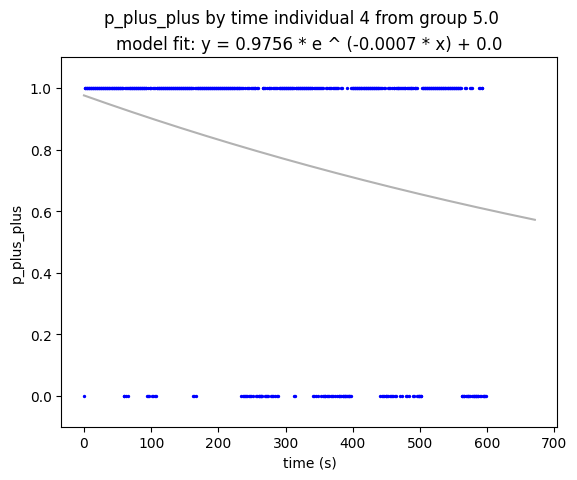 p_plus_plus by time individual 4 from group 5.0
model fit: y = 0.9756 * e ^ (-0.0007 * x) + 0.0
1.0
0.8
0.6
0.4
0.2
0.0
p_plus_plus
0 100 200 300 400 500 600 700
time (s)